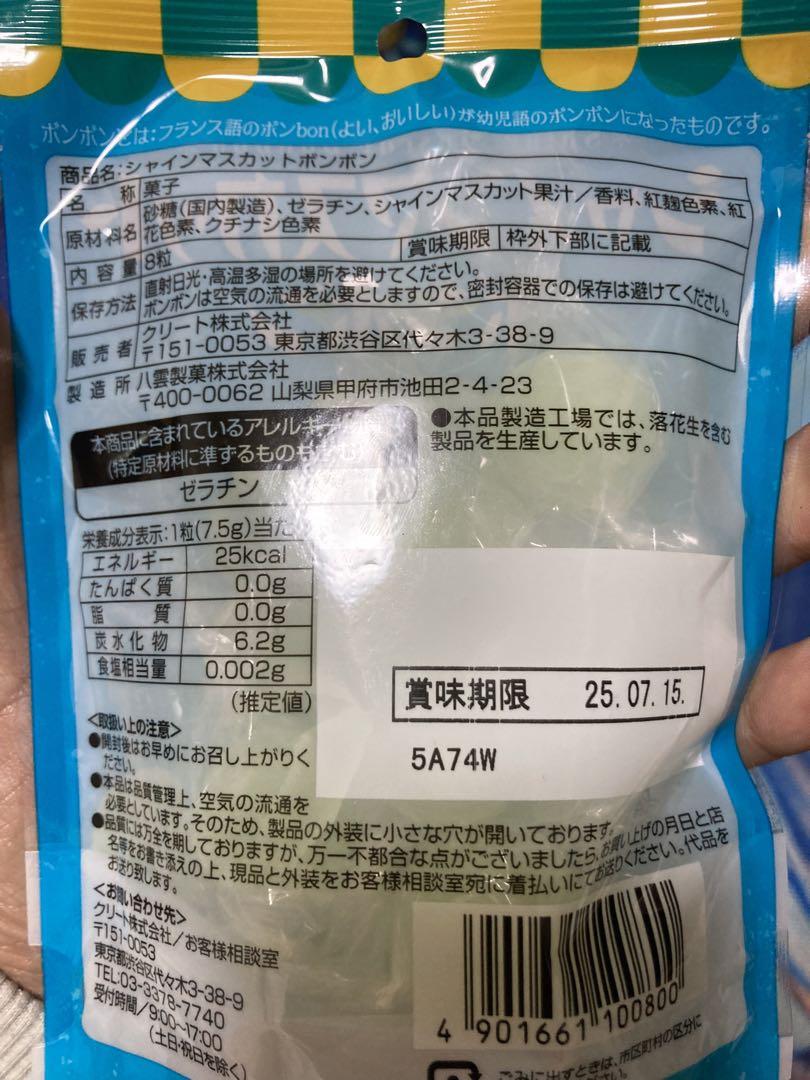 ボンボンとは:フランス語のボンbon(よい、おいしい)が幼児語のボンボンになったものです。
商品名:シャインマスカットボンボン
名 称 菓子
原材料名 砂糖(国内製造)、ゼラチン、シャインマスカット果汁/香料、紅麹色素、紅
花色素、クチナシ色素
内容量 8粒 賞味期限 枠外下部に記載
保存方法 直射日光・高温多湿の場所を避けてください。
ボンボンは空気の流通を必要としますので、密封容器での保存は避けてください。
販売者 クリート株式会社
〒151-0053 東京都渋谷区代々木3-38-9
製造所 八雲製菓株式会社
〒400-0062 山梨県甲府市池田2-4-23
本商品に含まれているアレルギー
(特定原材料に準ずるものも
ゼラチン
●本品製造工場では、落花生を含む
製品を生産しています。
栄養成分表示:1粒(7.5g)当た
エネルギー 25kcal
たんぱく質 0.0g
脂 質 0.0g
炭水化物 6.2g
食塩相当量 0.002g
(推定値)
賞味期限 25.07.15.
5A74W
<取扱い上の注意>
●開封後はお早めにお召し上がりく
ださい。
●本品は品質管理上、空気の流通を
必要としています。そのため、製品の外装に小さな穴が開いております。
●品質には万全を期しておりますが、万一不都合な点がございましたら、お買い上げの月日と店
名等をお書き添えの上、現品と外装をお客様相談室宛に着払いにてお送りください。代品を
お送り致します。
<お問い合わせ先>
クリート株式会社/お客様相談室
〒151-0053
東京都渋谷区代々木3-38-9
TEL:03-3378-7740
受付時間/9:00~17:00
(土日・祝日を除く)
4 901661 100800
ごみに出すときは、市区町村の区分に